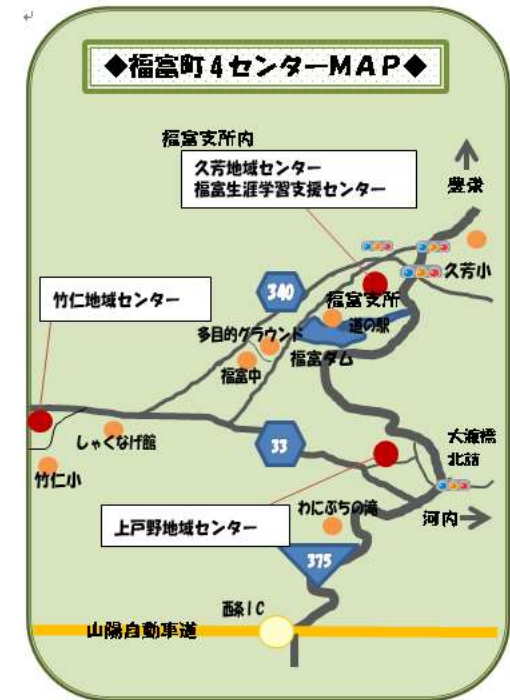 ◆福富町4センターMAP◆
福富支所内
久芳地域センター
福富生涯学習支援センター
豊栄
久芳小
竹仁地域センター
340
福富支所
道の駅
多目的グラウンド
福富ダム
福富中
しゃくなげ館
33
大渡橋
北詰
竹仁小
わにぶちの滝
上戸野地域センター
河内
375
西条IC
山陽自動車道